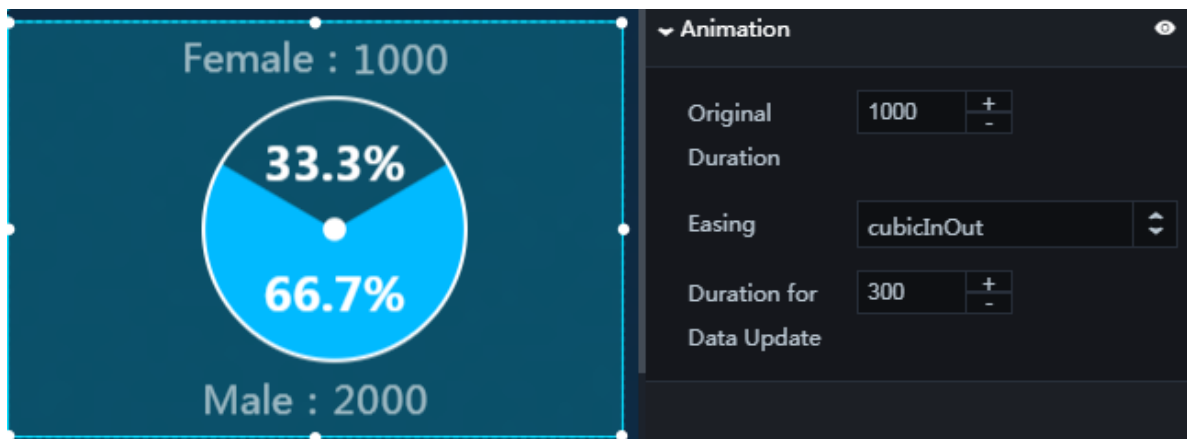 Female : 1000
33.3%
66.7%
Male : 2000
Animation
Original
Duration
1000
+
-
Easing
cubicInOut
Duration for
Data Update
300
+
-